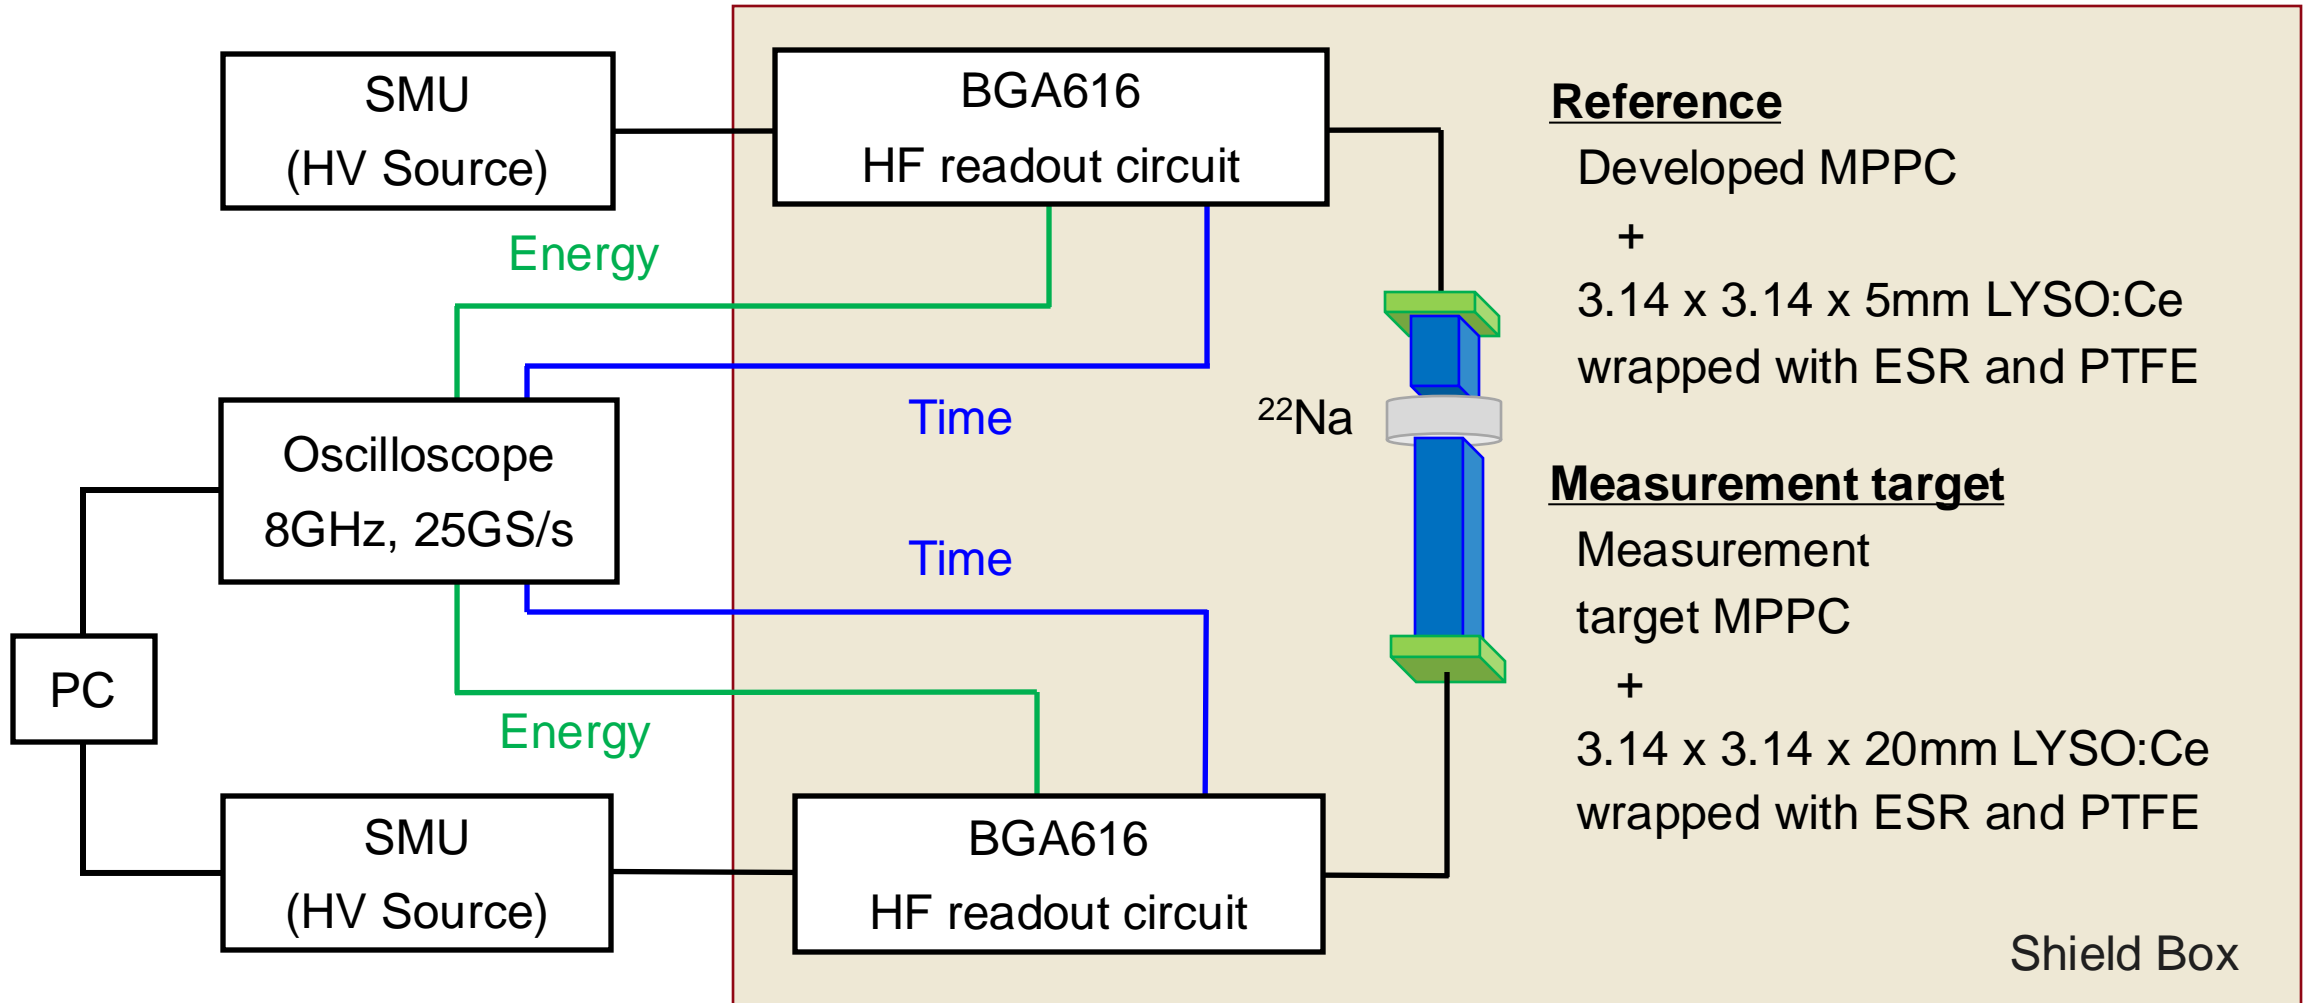 SMU
(HV Source)
BGA616
HF readout circuit
Reference
Developed MPPC
+
3.14 x 3.14 x 5mm LYSO:Ce
wrapped with ESR and PTFE
Energy
Time
²²Na
Oscilloscope
8GHz, 25GS/s
Measurement target
Measurement
target MPPC
+
3.14 x 3.14 x 20mm LYSO:Ce
wrapped with ESR and PTFE
Time
PC
Energy
SMU
(HV Source)
BGA616
HF readout circuit
Shield Box